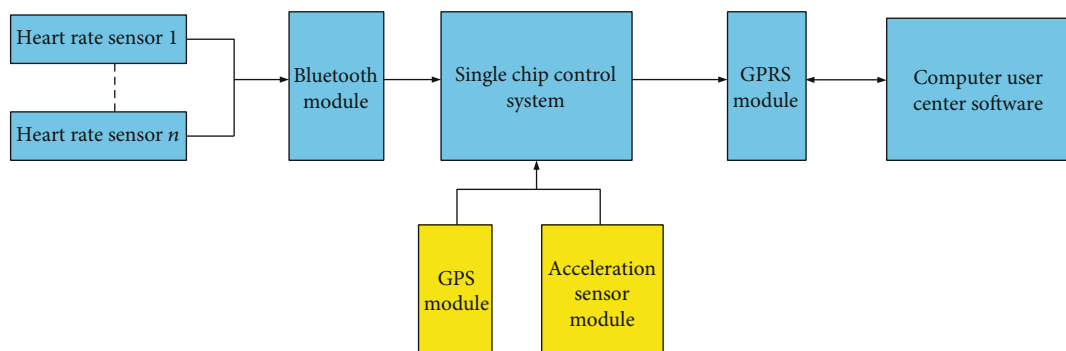 Heart rate sensor 1
Heart rate sensor n
Bluetooth
module
Single chip control
system
GPRS
module
Computer user
center software
GPS
module
Acceleration
sensor
module